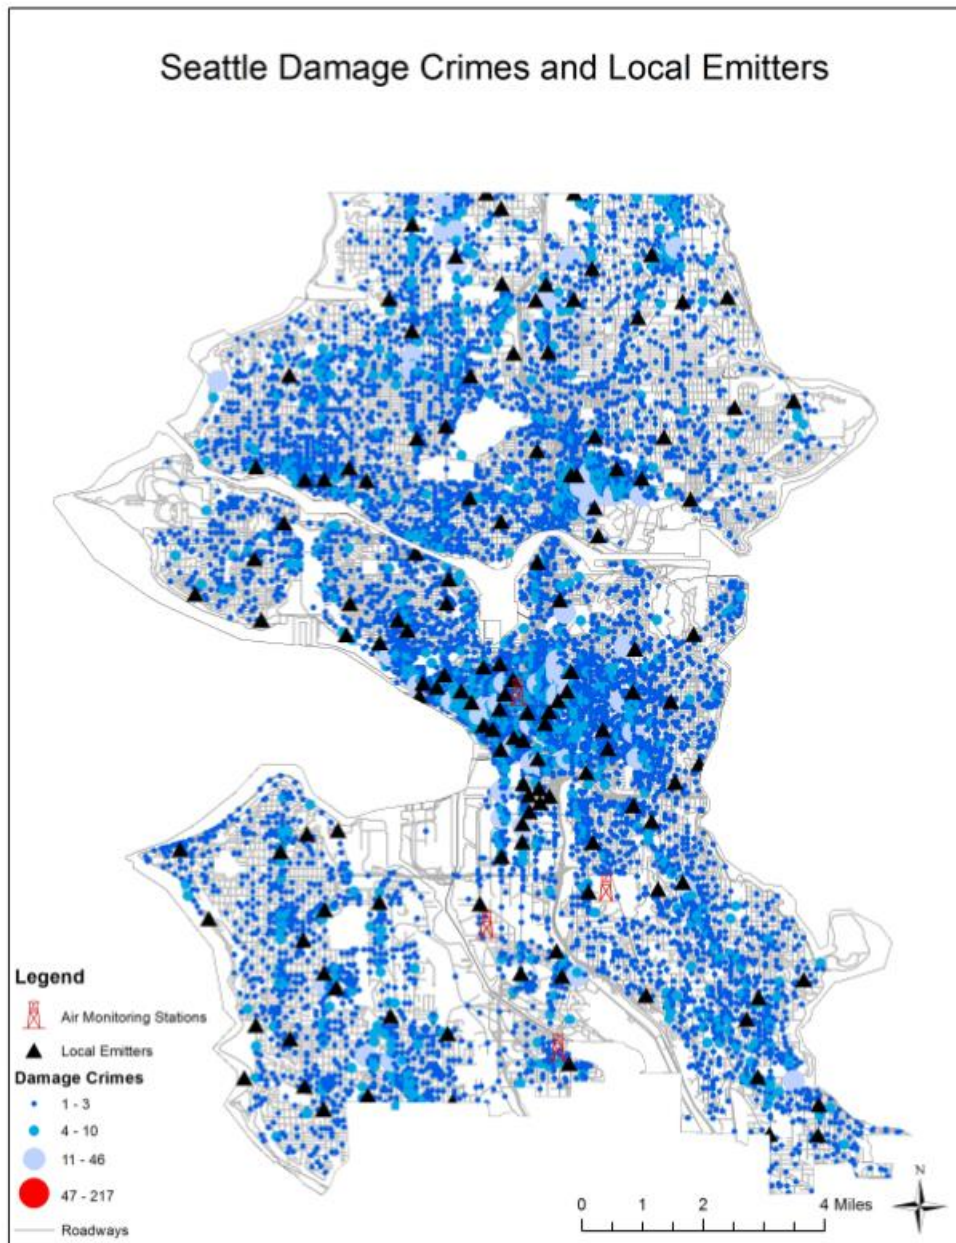 Seattle Damage Crimes and Local Emitters
Legend
Air Monitoring Stations
Local Emitters
Damage Crimes
1 - 3
4 - 10
11 - 46
47 - 217
Roadways
N
0 1 2 4 Miles